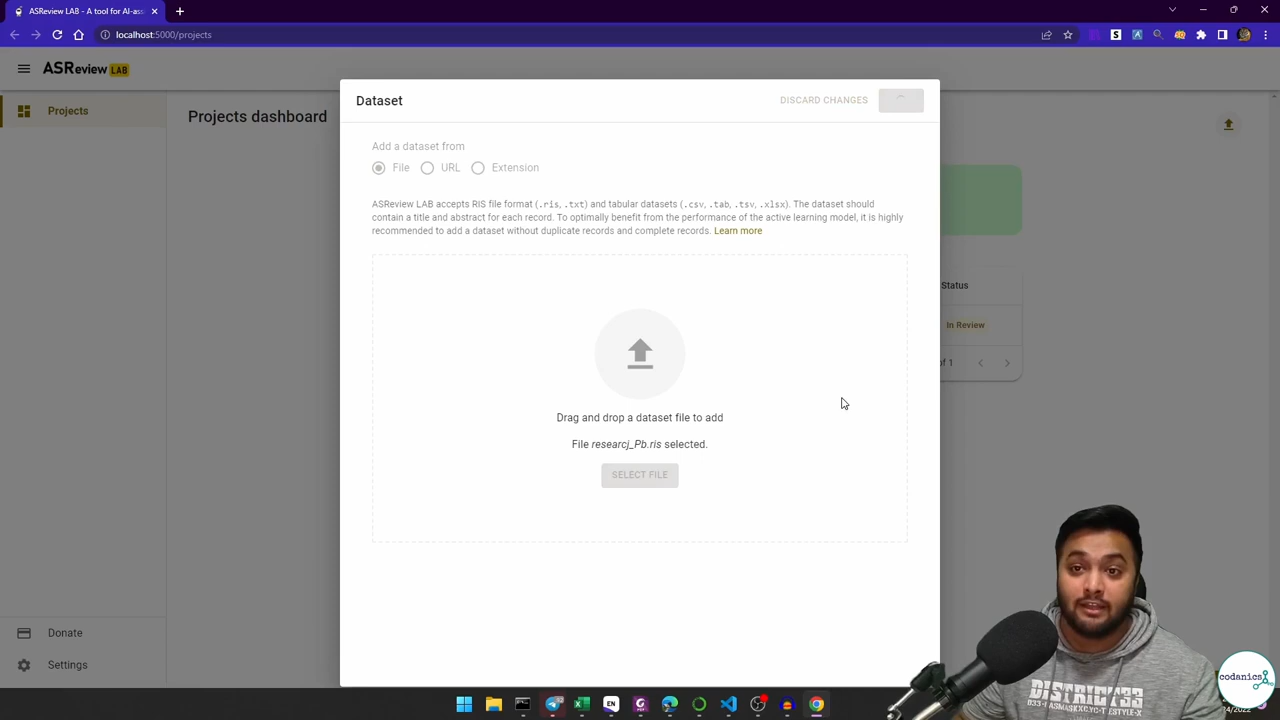 ASReview LAB - A tool for AI-ass
localhost:5000/projects
ASReview LAB
Projects
Projects dashboard
Dataset
DISCARD CHANGES
Add a dataset from
File
URL
Extension
ASReview LAB accepts RIS file format (.ris, .txt) and tabular datasets (.csv, .tab, .tsv, .xlsx). The dataset should
contain a title and abstract for each record. To optimally benefit from the performance of the active learning model, it is highly
recommended to add a dataset without duplicate records and complete records. Learn more
Status
In Review
of 1
Drag and drop a dataset file to add
File researcj_Pb.ris selected.
SELECT FILE
Donate
Settings
EN
DISTRICT33
codanics